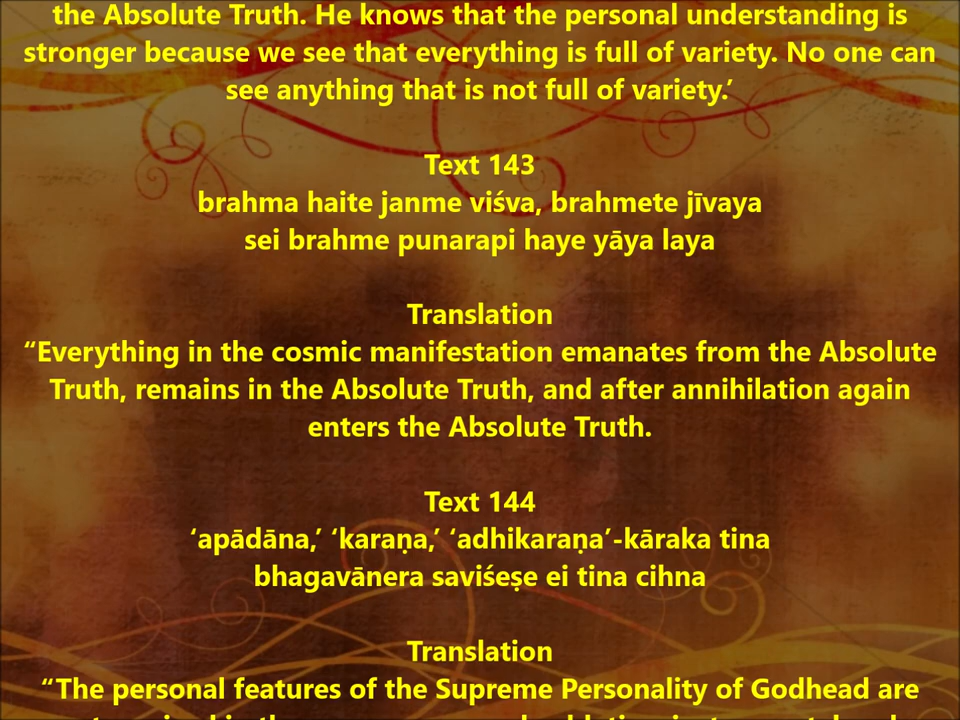 the Absolute Truth. He knows that the personal understanding is
stronger because we see that everything is full of variety. No one can
see anything that is not full of variety.’
Text 143
brahma haite janme viśva, brahmete jīvaya
sei brahme punarapi haye yāya laya
Translation
“Everything in the cosmic manifestation emanates from the Absolute
Truth, remains in the Absolute Truth, and after annihilation again
enters the Absolute Truth.
Text 144
‘apādāna,’ ‘karaṇa,’ ‘adhikaraṇa’-kāraka tina
bhagavānera saviśeṣe ei tina cihna
Translation
“The personal features of the Supreme Personality of Godhead are